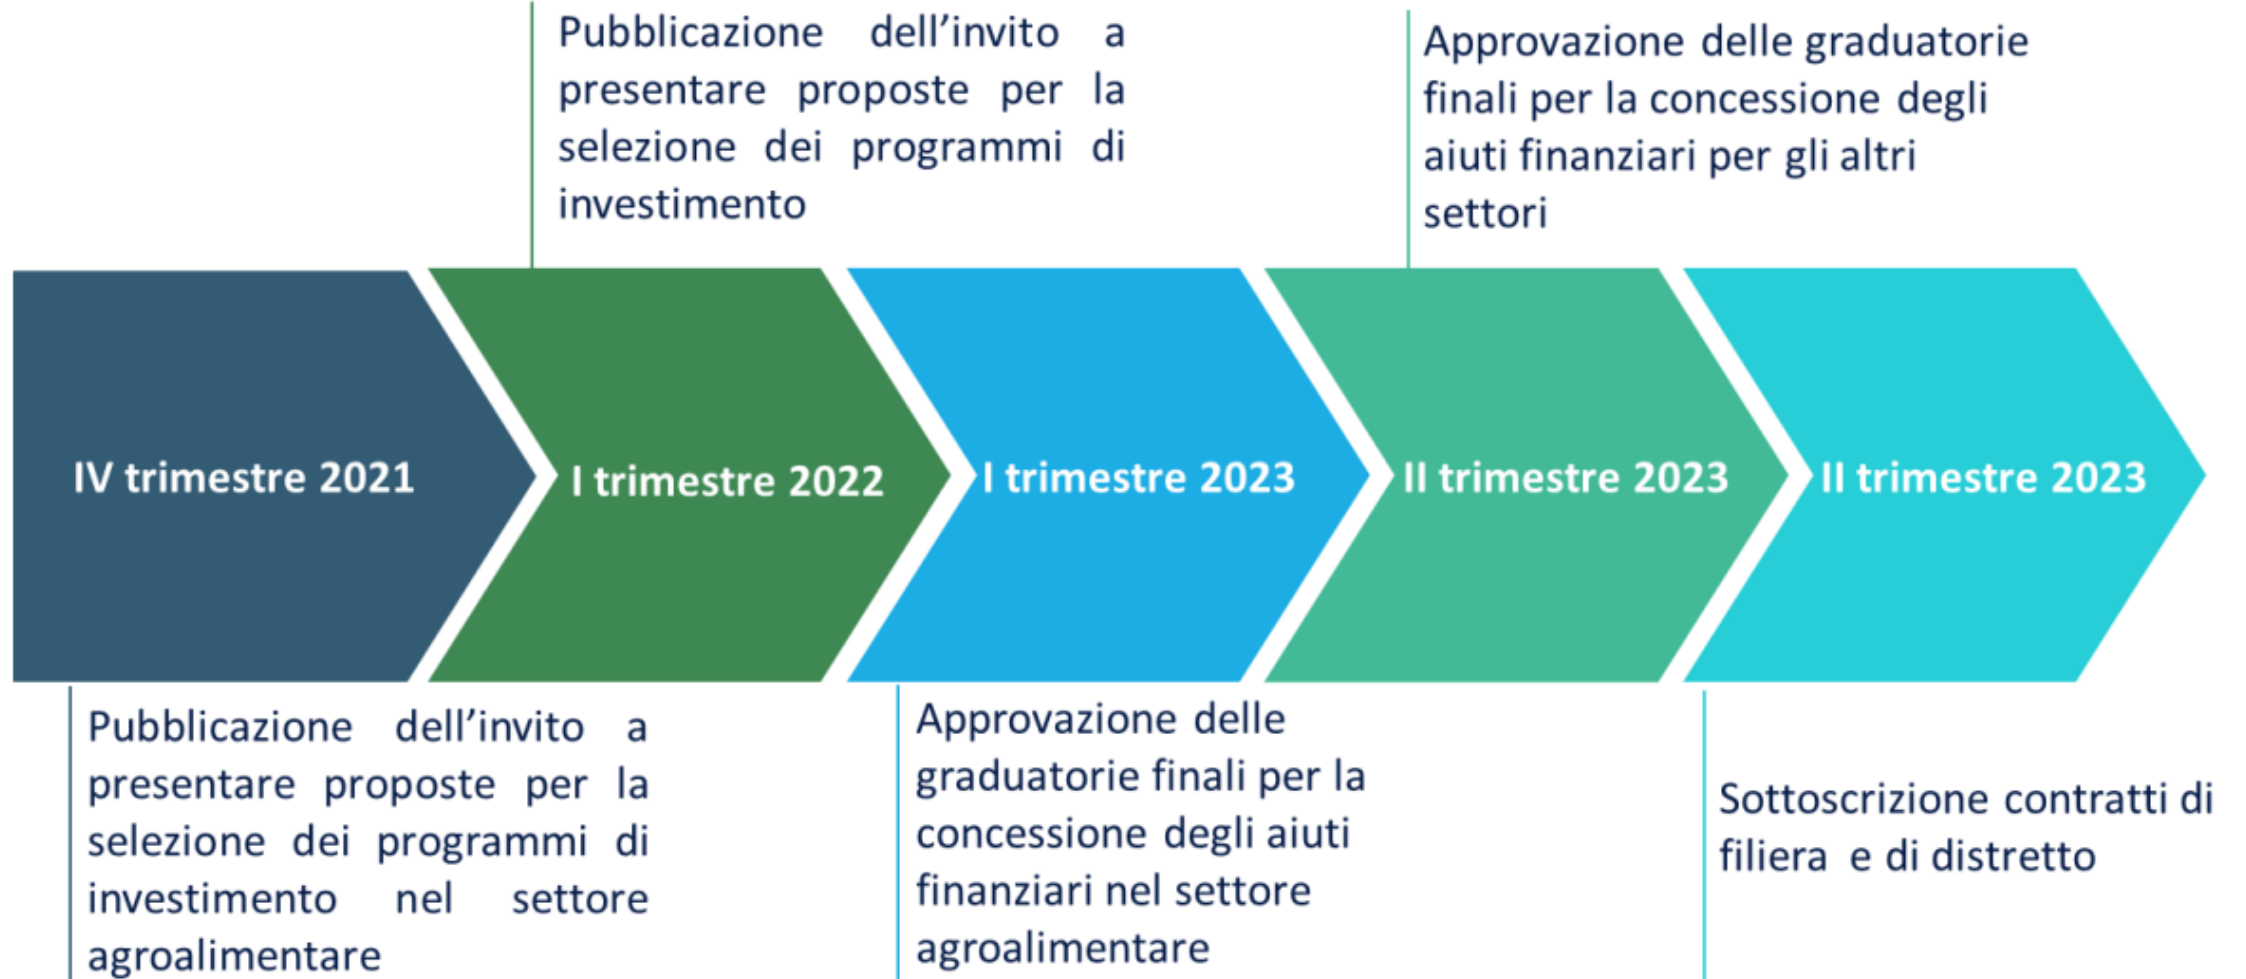 Pubblicazione dell’invito a
presentare proposte per la
selezione dei programmi di
investimento
Approvazione delle graduatorie
finali per la concessione degli
aiuti finanziari per gli altri
settori
IV trimestre 2021
I trimestre 2022
I trimestre 2023
II trimestre 2023
II trimestre 2023
Pubblicazione dell’invito a
presentare proposte per la
selezione dei programmi di
investimento nel settore
agroalimentare
Approvazione delle
graduatorie finali per la
concessione degli aiuti
finanziari nel settore
agroalimentare
Sottoscrizione contratti di
filiera e di distretto